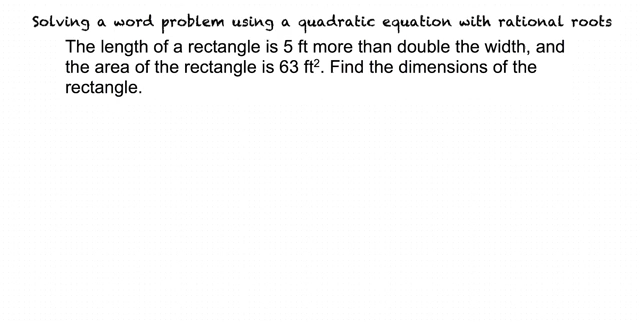 Solving a word problem using a quadratic equation with rational roots
The length of a rectangle is 5 ft more than double the width, and
the area of the rectangle is 63 ft². Find the dimensions of the
rectangle.